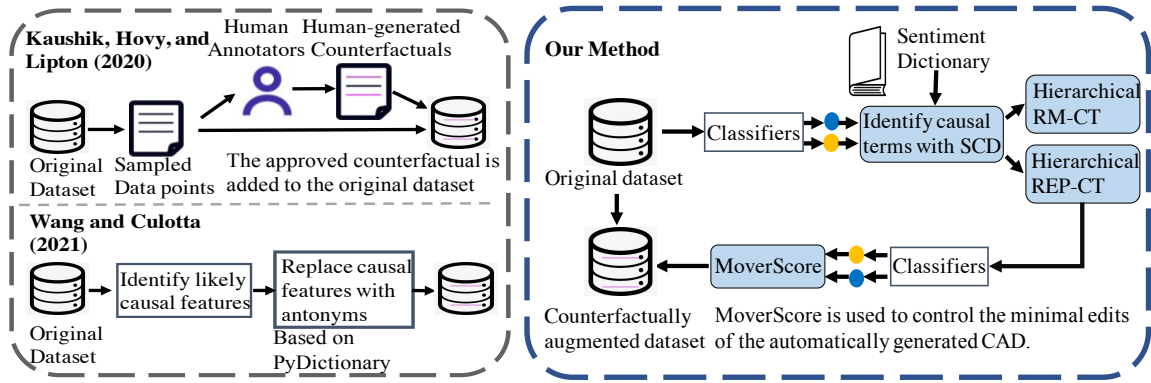 Kaushik, Hovy, and
Lipton (2020)
Human
Annotators
Human-generated
Counterfactuals
Original
Dataset
Sampled
Data points
The approved counterfactual is
added to the original dataset
Wang and Culotta
(2021)
Original
Dataset
Identify likely
causal features
Replace causal
features with
antonyms
Based on
PyDictionary
Our Method
Sentiment
Dictionary
Original dataset
Classifiers
Identify causal
terms with SCD
Hierarchical
RM-CT
Hierarchical
REP-CT
Classifiers
MoverScore
Counterfactually
augmented dataset
MoverScore is used to control the minimal edits
of the automatically generated CAD.